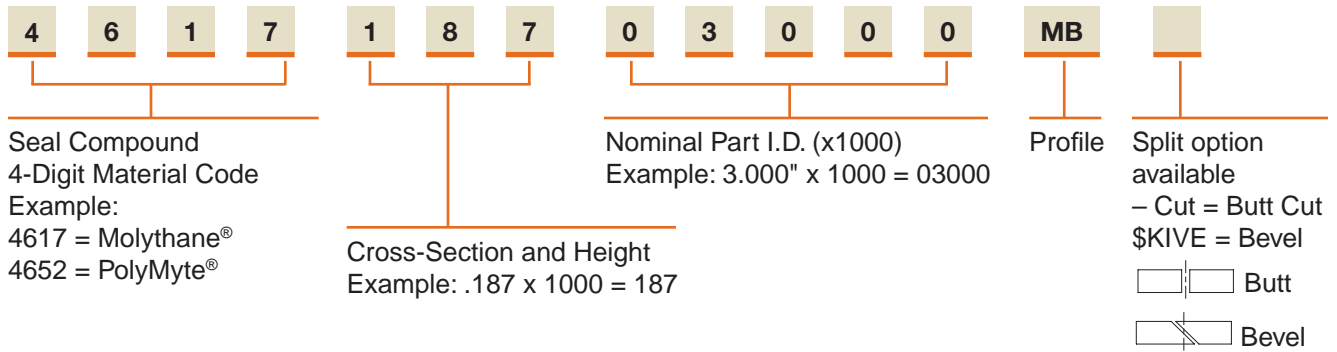 4 6 1 7 1 8 7 0 3 0 0 0 MB
Seal Compound
4-Digit Material Code
Example:
4617 = Molythane®
4652 = PolyMyte®
Cross-Section and Height
Example: .187 x 1000 = 187
Nominal Part I.D. (x1000)
Example: 3.000" x 1000 = 03000
Profile
Split option
available
– Cut = Butt Cut
$KIVE = Bevel
Butt
Bevel